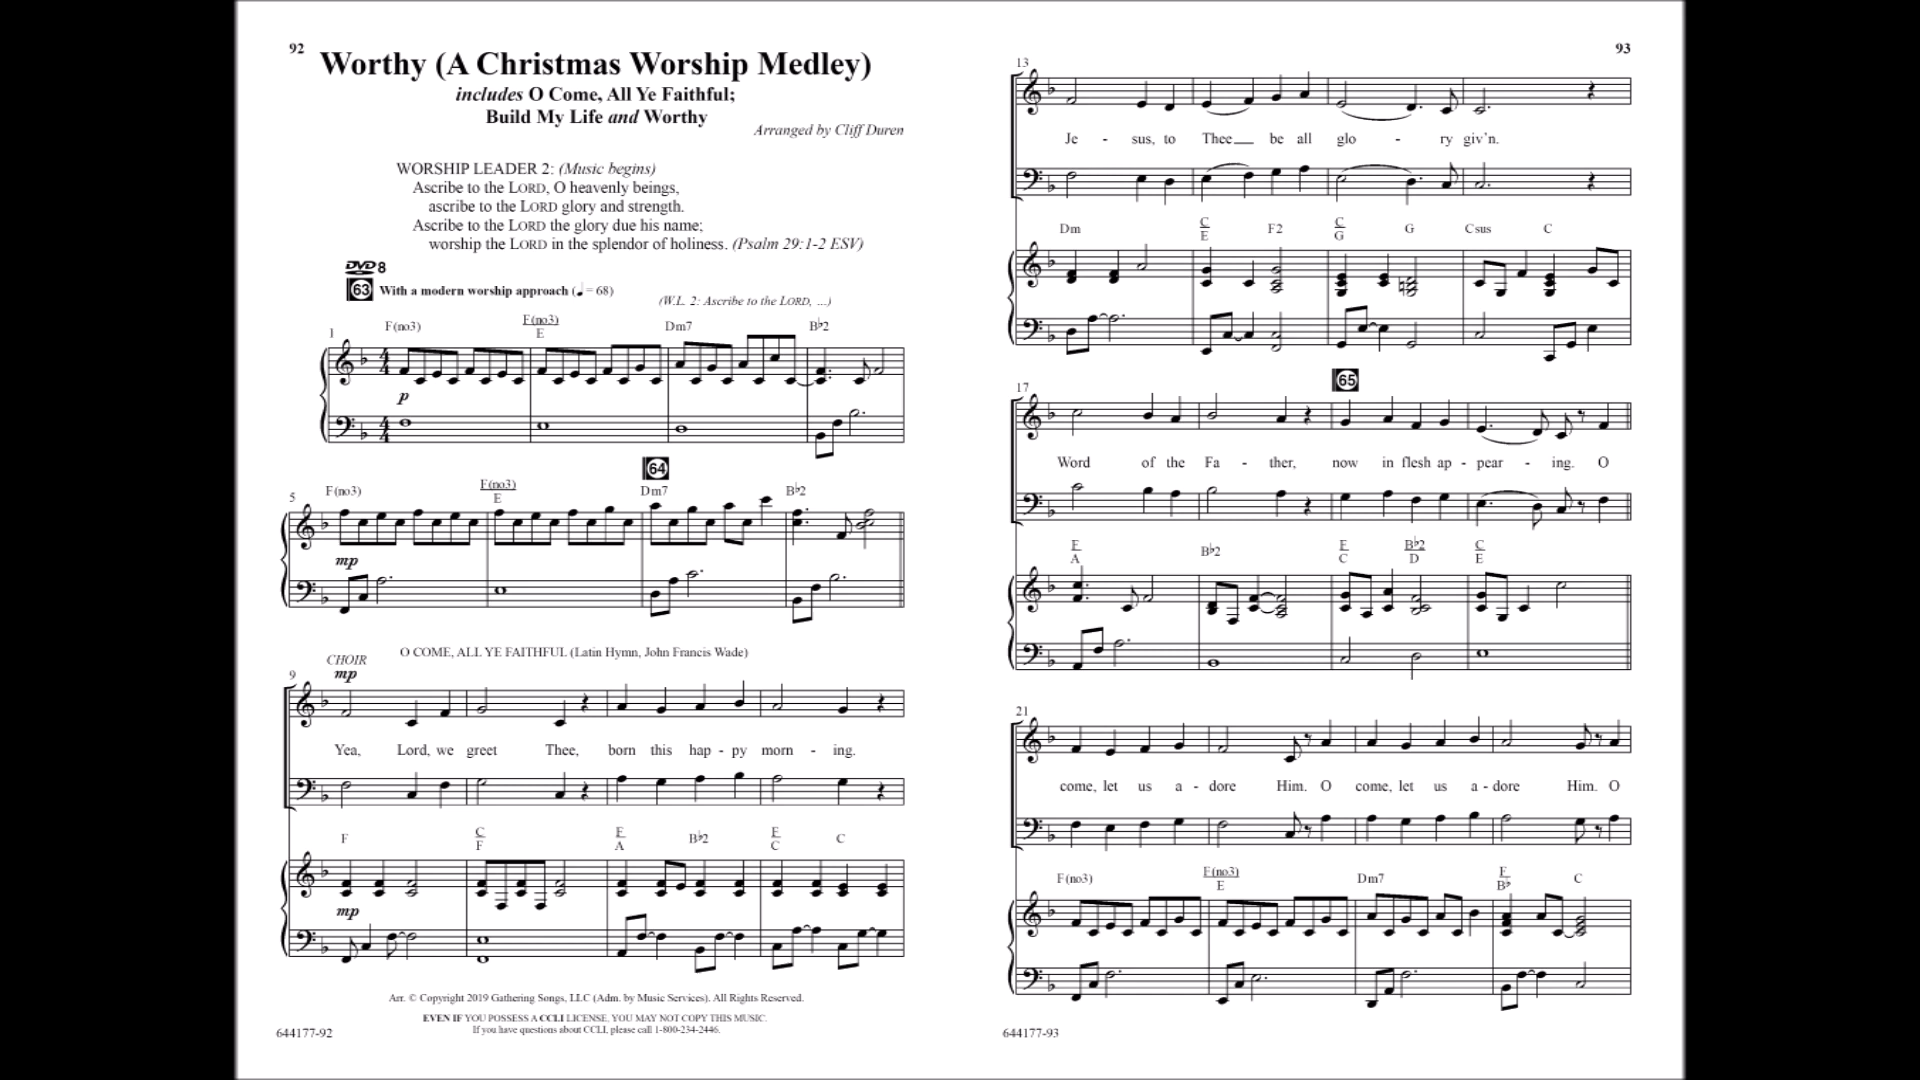 92
Worthy (A Christmas Worship Medley)
includes O Come, All Ye Faithful;
Build My Life and Worthy
Arranged by Cliff Duren
WORSHIP LEADER 2: (Music begins)
Ascribe to the LORD, O heavenly beings,
ascribe to the LORD glory and strength.
Ascribe to the LORD the glory due his name;
worship the LORD in the splendor of holiness. (Psalm 29:1-2 ESV)
DVD 8
63 With a modern worship approach (♩= 68)
(W.L. 2: Ascribe to the LORD, ...)
F(no3) F(no3)/E Dm7 B♭2
1
4/4
p
64
F(no3) F(no3)/E Dm7 B♭2
5
mp
O COME, ALL YE FAITHFUL (Latin Hymn, John Francis Wade)
CHOIR
mp
9
Yea, Lord, we greet Thee, born this hap - py morn - ing.
F C/F F/A B♭2 F/C C
mp
Arr. © Copyright 2019 Gathering Songs, LLC (Adm. by Music Services). All Rights Reserved.
EVEN IF YOU POSSESS A CCLI LICENSE, YOU MAY NOT COPY THIS MUSIC.
If you have questions about CCLI, please call 1-800-234-2446.
644177-92
93
13
Je - sus, to Thee be all glo - ry giv'n.
Dm C/E F2 C/G G Csus C
65
17
Word of the Fa - ther, now in flesh ap - pear - ing. O
F/A B♭2 F/C B♭2/D C/E
21
come, let us a - dore Him. O come, let us a - dore Him. O
F(no3) F(no3)/E Dm7 F/B♭ C
644177-93